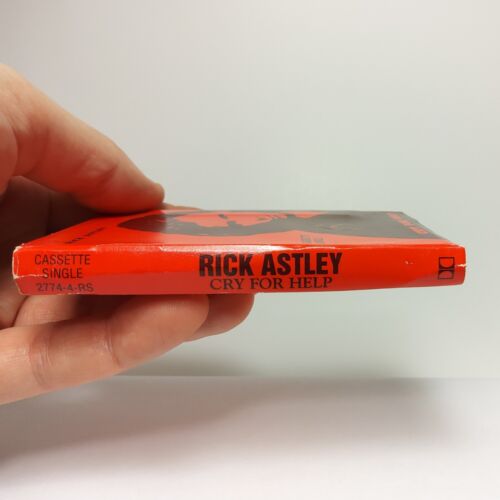 CASSETTE
SINGLE
2774-4-RS
RICK ASTLEY
CRY FOR HELP